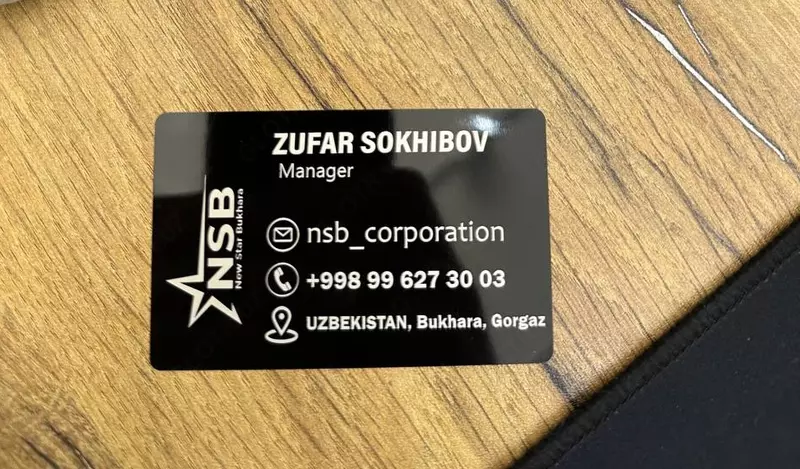 ZUFAR SOKHIBOV
Manager
NSB
New Star Bukhara
nsb_corporation
+998 99 627 30 03
UZBEKISTAN, Bukhara, Gorgaz